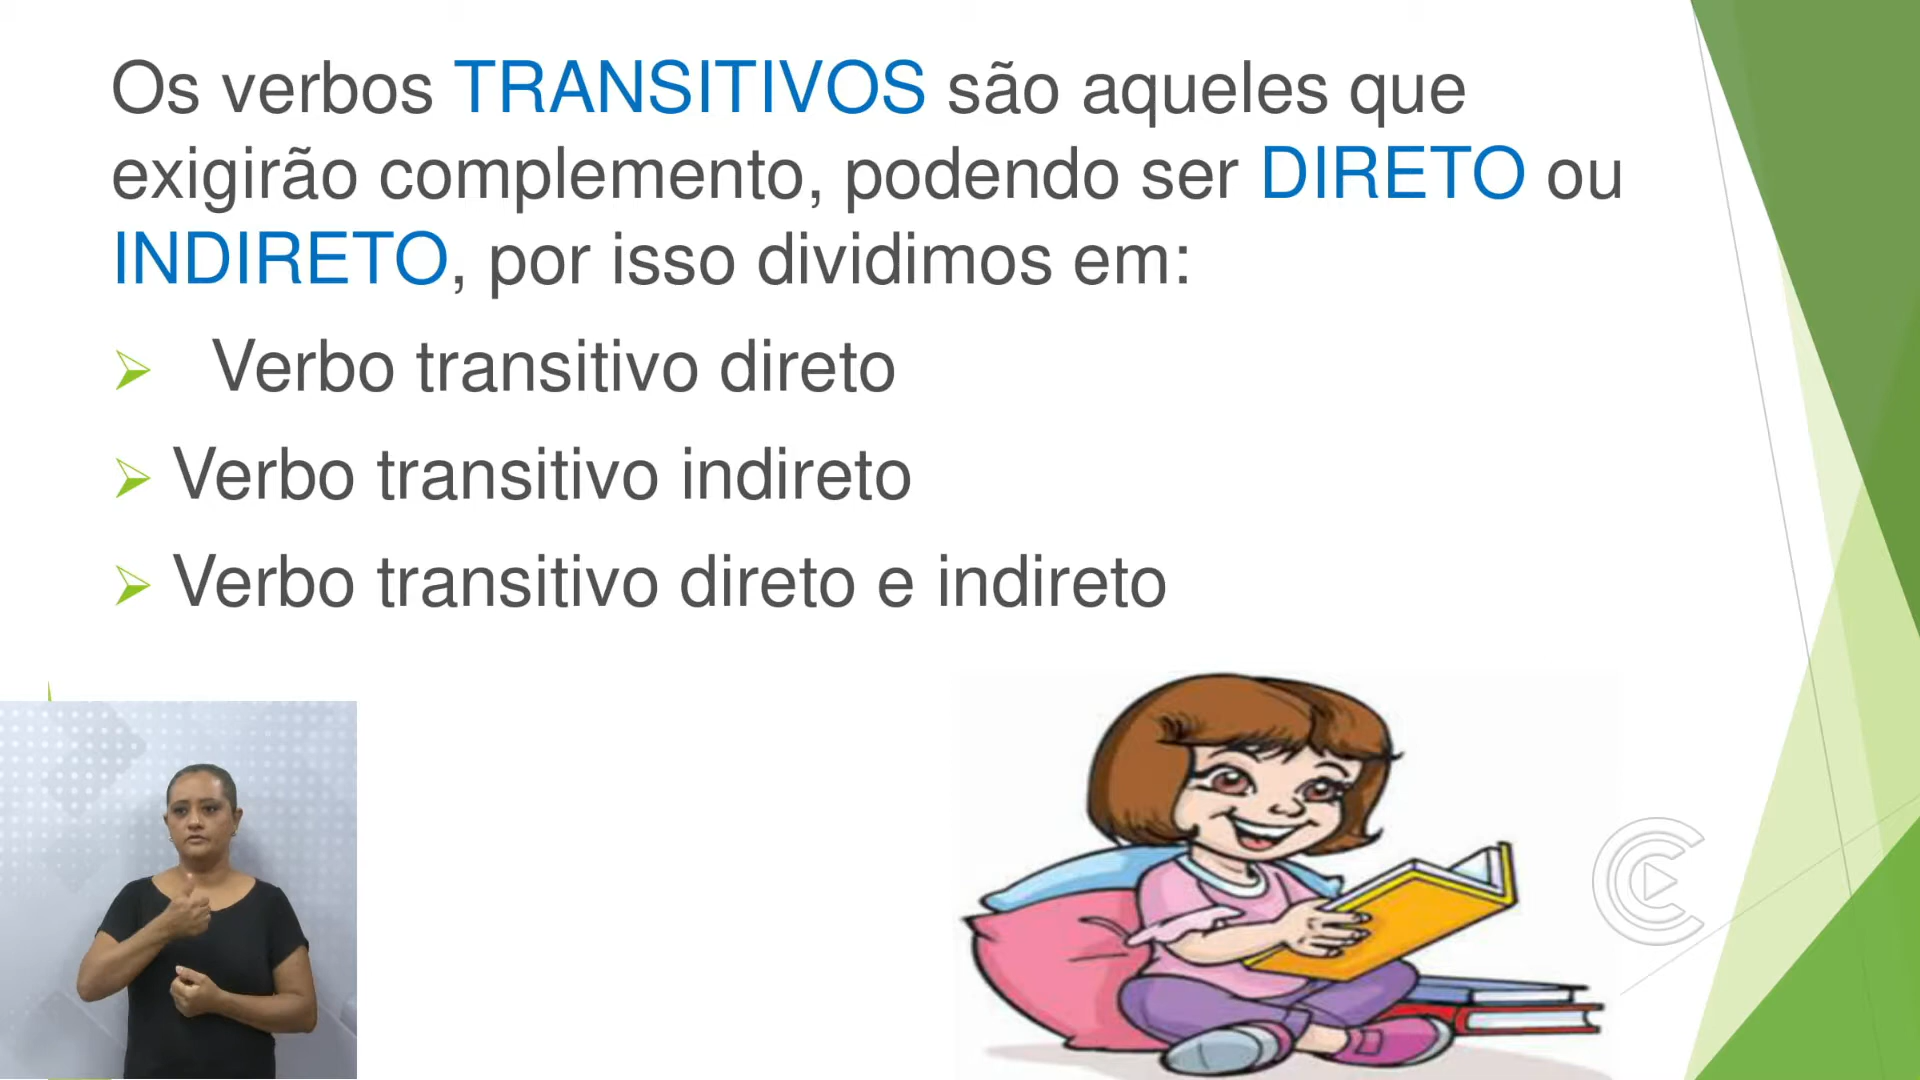 Os verbos TRANSITIVOS são aqueles que
exigirão complemento, podendo ser DIRETO ou
INDIRETO, por isso dividimos em:
Verbo transitivo direto
Verbo transitivo indireto
Verbo transitivo direto e indireto